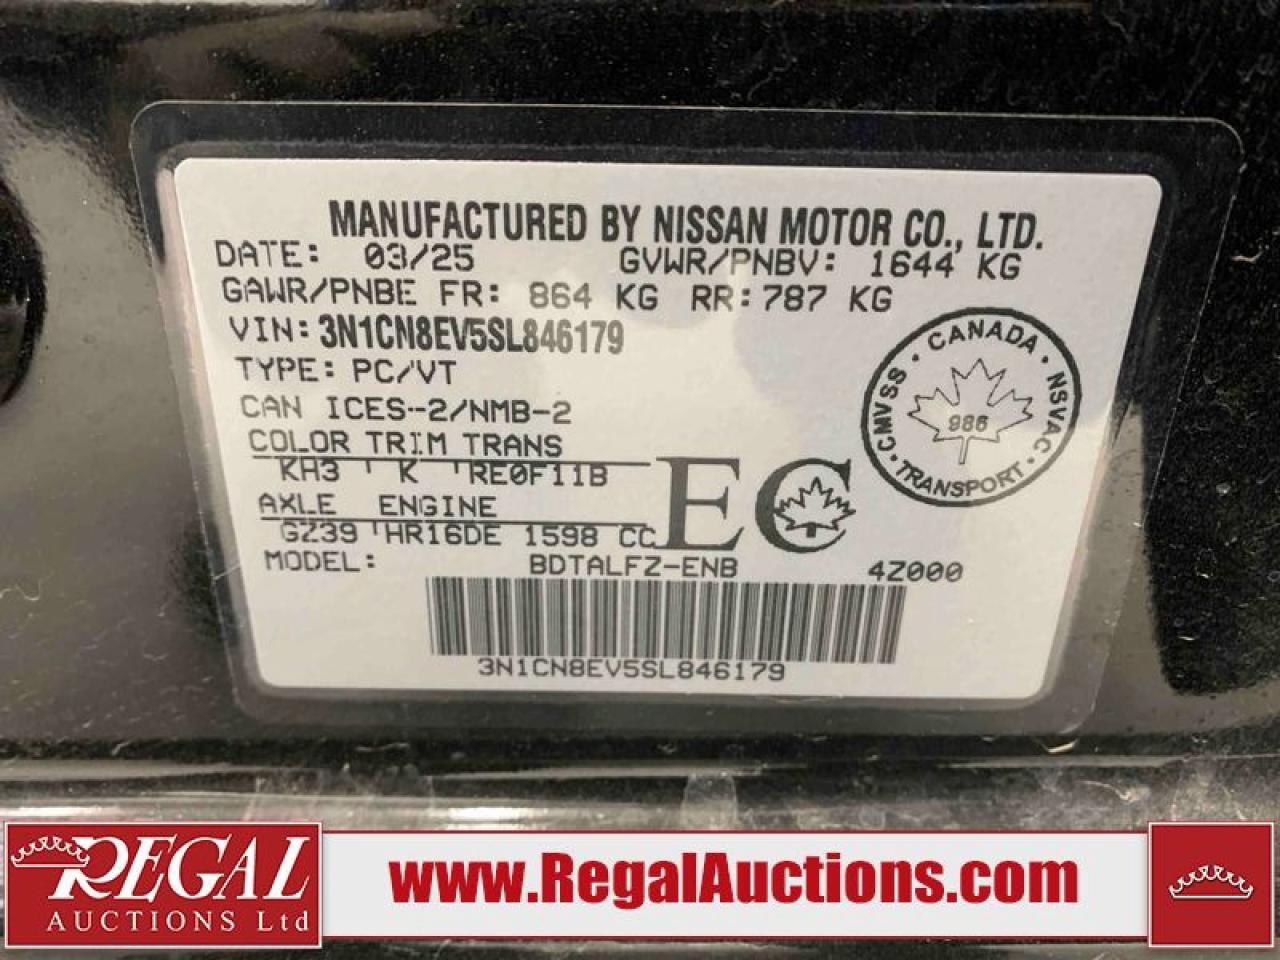 MANUFACTURED BY NISSAN MOTOR CO., LTD.
DATE: 03/25 GVWR/PNBV: 1644 KG
GAWR/PNBE FR: 864 KG RR: 787 KG
VIN: 3N1CN8EV5SL846179
TYPE: PC/VT
CAN ICES-2/NMB-2
COLOR TRIM TRANS
KH3 K RE0F11B
AXLE ENGINE
GZ39 HR16DE 1598 CC
MODEL: BDTALFZ-ENB 4Z000
3N1CN8EV5SL846179
EC
CANADA
CMVSS · NSVAC
986
TRANSPORT
REGAL
AUCTIONS Ltd
www.RegalAuctions.com